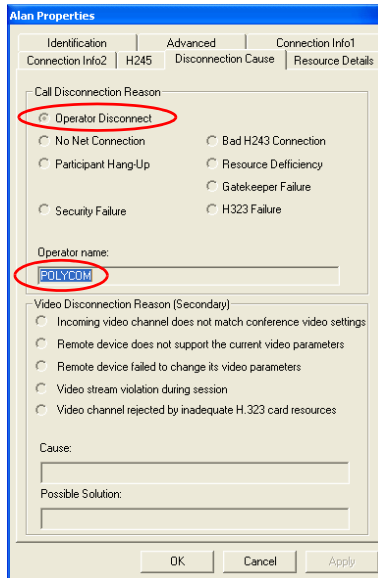 Alan Properties
Identification Advanced Connection Info1
Connection Info2 H245 Disconnection Cause Resource Details
Call Disconnection Reason
Operator Disconnect
No Net Connection Bad H243 Connection
Participant Hang-Up Resource Defficiency
Gatekeeper Failure
Security Failure H323 Failure
Operator name:
POLYCOM
Video Disconnection Reason (Secondary)
Incoming video channel does not match conference video settings
Remote device does not support the current video parameters
Remote device failed to change its video parameters
Video stream violation during session
Video channel rejected by inadequate H.323 card resources
Cause:
Possible Solution:
OK Cancel Apply